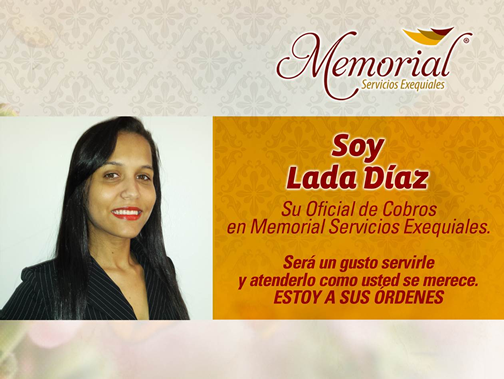 Memorial®
Servicios Exequiales
Soy
Lada Díaz
Su Oficial de Cobros
en Memorial Servicios Exequiales.
Será un gusto servirle
y atenderlo como usted se merece.
ESTOY A SUS ÓRDENES